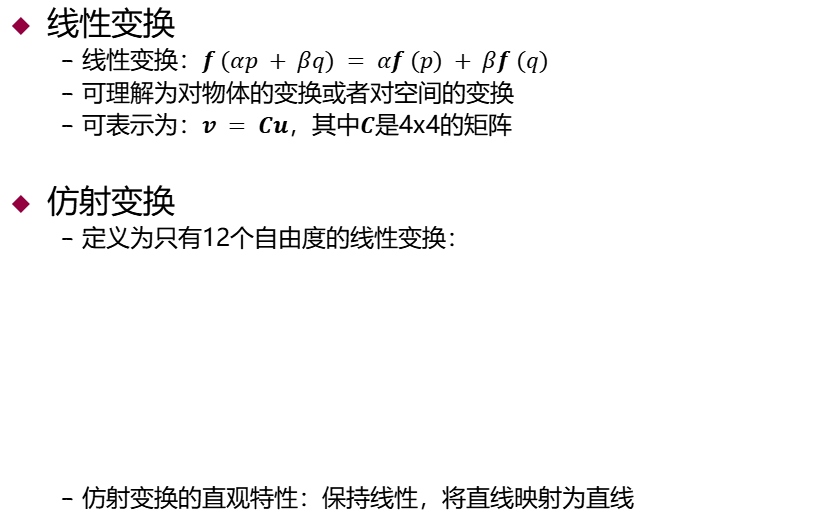 线性变换
– 线性变换：f (αp + βq) = αf (p) + βf (q)
– 可理解为对物体的变换或者对空间的变换
– 可表示为：v = Cu，其中C是4x4的矩阵
仿射变换
– 定义为只有12个自由度的线性变换：
– 仿射变换的直观特性：保持线性，将直线映射为直线